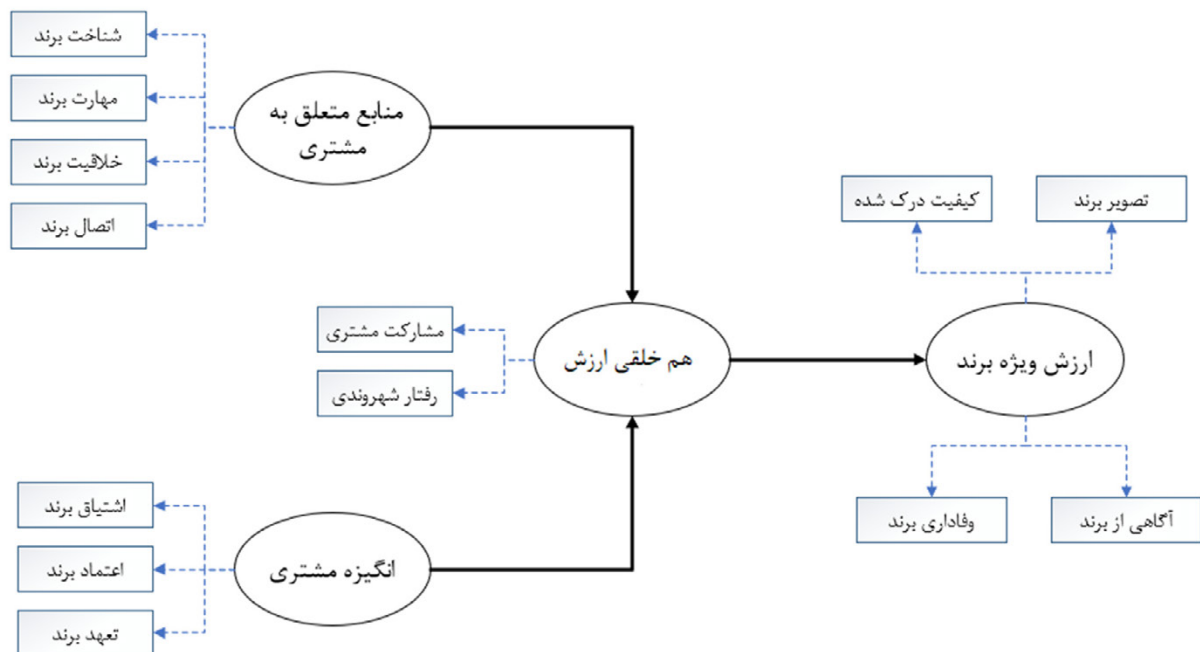 شناخت برند
مهارت برند
خلاقیت برند
اتصال برند
منابع متعلق به
مشتری
کیفیت درک شده
تصویر برند
مشارکت مشتری
رفتار شهروندی
هم خلقی ارزش
ارزش ویژه برند
اشتیاق برند
اعتماد برند
تعهد برند
انگیزه مشتری
وفاداری برند
آگاهی از برند